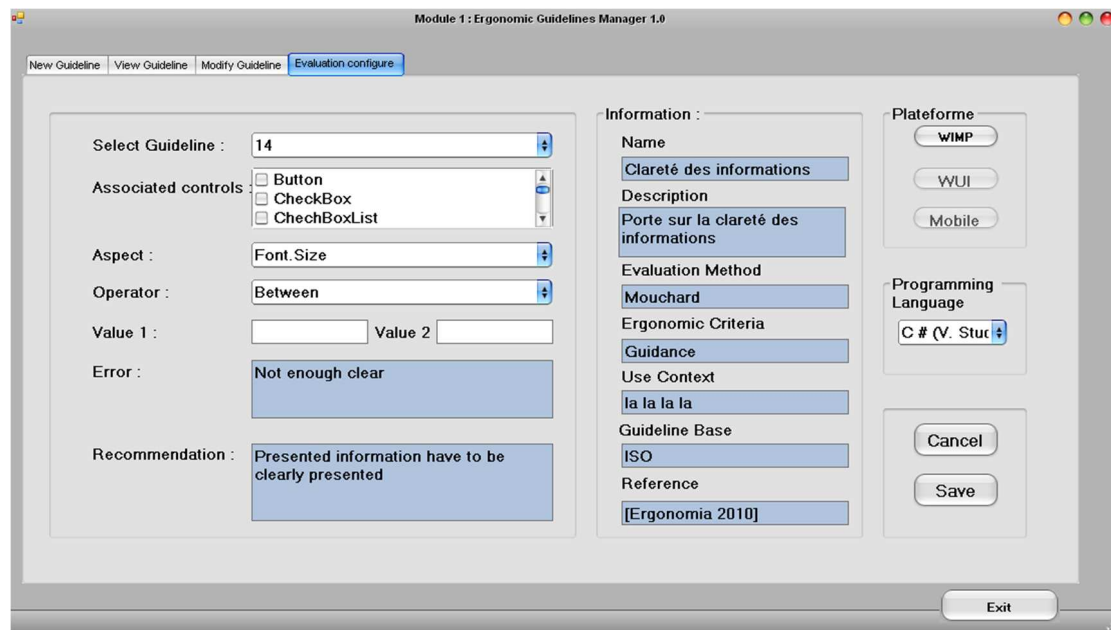 Module 1 : Ergonomic Guidelines Manager 1.0
New Guideline View Guideline Modify Guideline Evaluation configure
Select Guideline : 14
Associated controls :
Button
CheckBox
ChechBoxList
Aspect : Font.Size
Operator : Between
Value 1 : Value 2
Error : Not enough clear
Recommendation : Presented information have to be
clearly presented
Information :
Name
Clareté des informations
Description
Porte sur la clareté des
informations
Evaluation Method
Mouchard
Ergonomic Criteria
Guidance
Use Context
la la la la
Guideline Base
ISO
Reference
[Ergonomia 2010]
Plateforme
WIMP
WUI
Mobile
Programming
Language
C # (V. Stuc
Cancel
Save
Exit